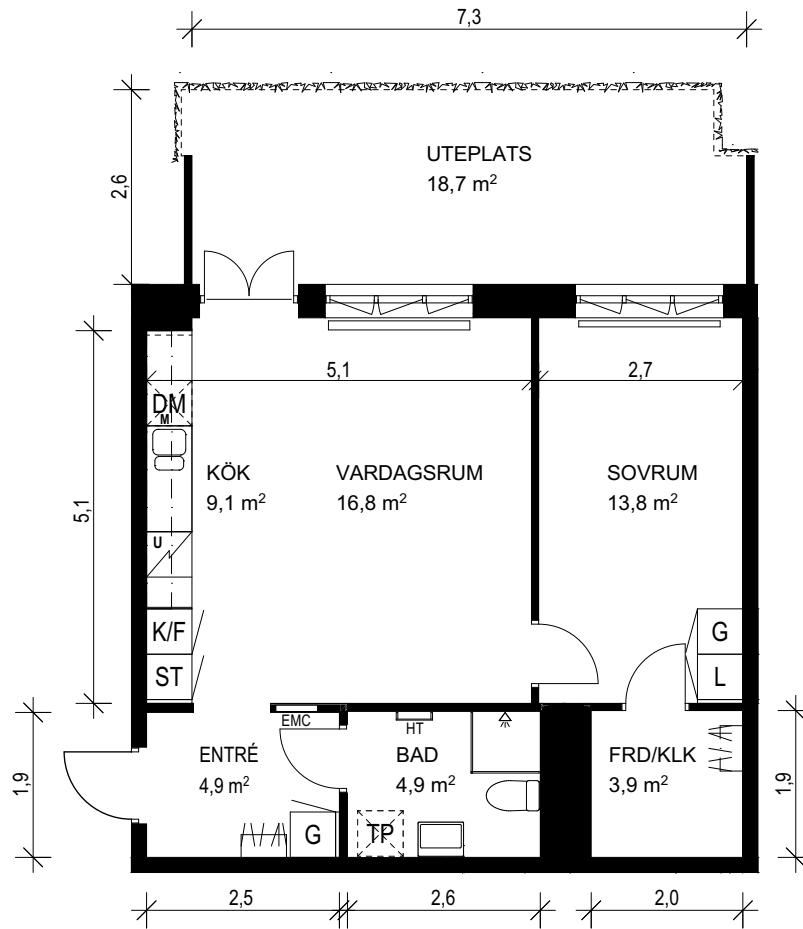 7,3
UTEPLATS
18,7 m²
2,6
5,1
2,7
DM
M
KÖK
9,1 m²
VARDAGSRUM
16,8 m²
SOVRUM
13,8 m²
5,1
U
K/F
ST
G
L
EMC
HT
ENTRÉ
4,9 m²
BAD
4,9 m²
FRD/KLK
3,9 m²
1,9
1,9
G
TP
2,5
2,6
2,0